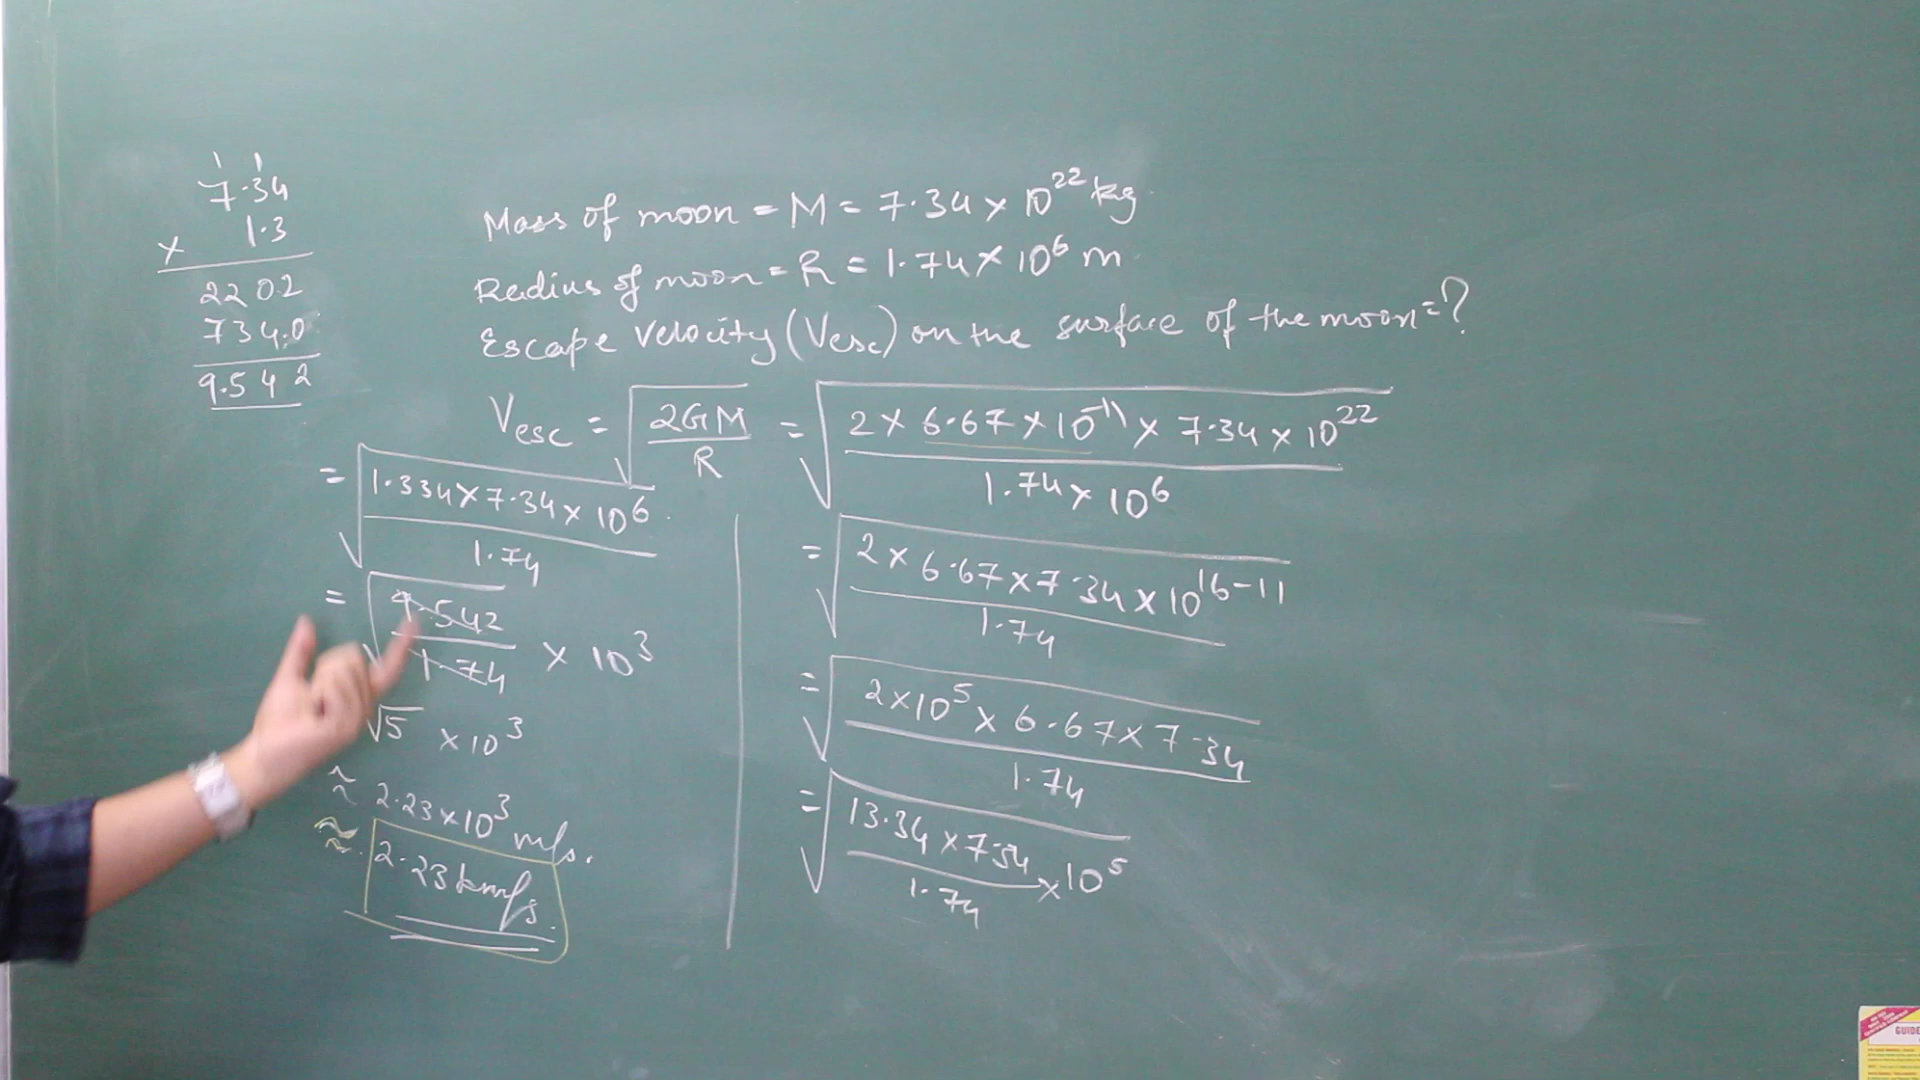 1 1
7.34
× 1.3
2202
734.0
9.542
Mass of moon = M = 7.34 × 10²² kg.
Radius of moon = R = 1.74 × 10⁶ m
Escape Velocity (Vesc) on the surface of the moon = ?
Vesc = √(2GM / R) = √(2 × 6.67 × 10⁻¹¹ × 7.34 × 10²² / 1.74 × 10⁶)
= √(2 × 6.67 × 7.34 × 10¹⁶⁻¹¹ / 1.74)
= √(2 × 10⁵ × 6.67 × 7.34 / 1.74)
= √(13.34 × 7.34 / 1.74 × 10⁵)
= √(1.334 × 7.34 × 10⁶ / 1.74)
= √(9.542 / 1.74) × 10³
√5 × 10³
≈ 2.23 × 10³ m/s.
≈ 2.23 km/s.
GUIDE